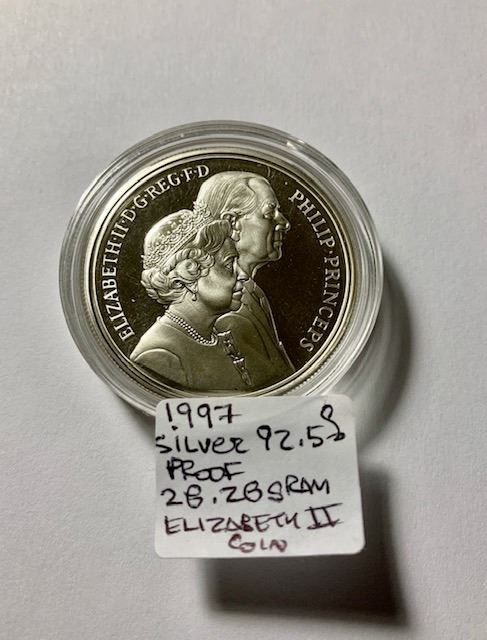 ELIZABETH·II·D·G·REG·F·D
PHILIP·PRINCEPS
1997
SILVER 92.5%
PROOF
28.28 GRAM
ELIZABETH II
COIN